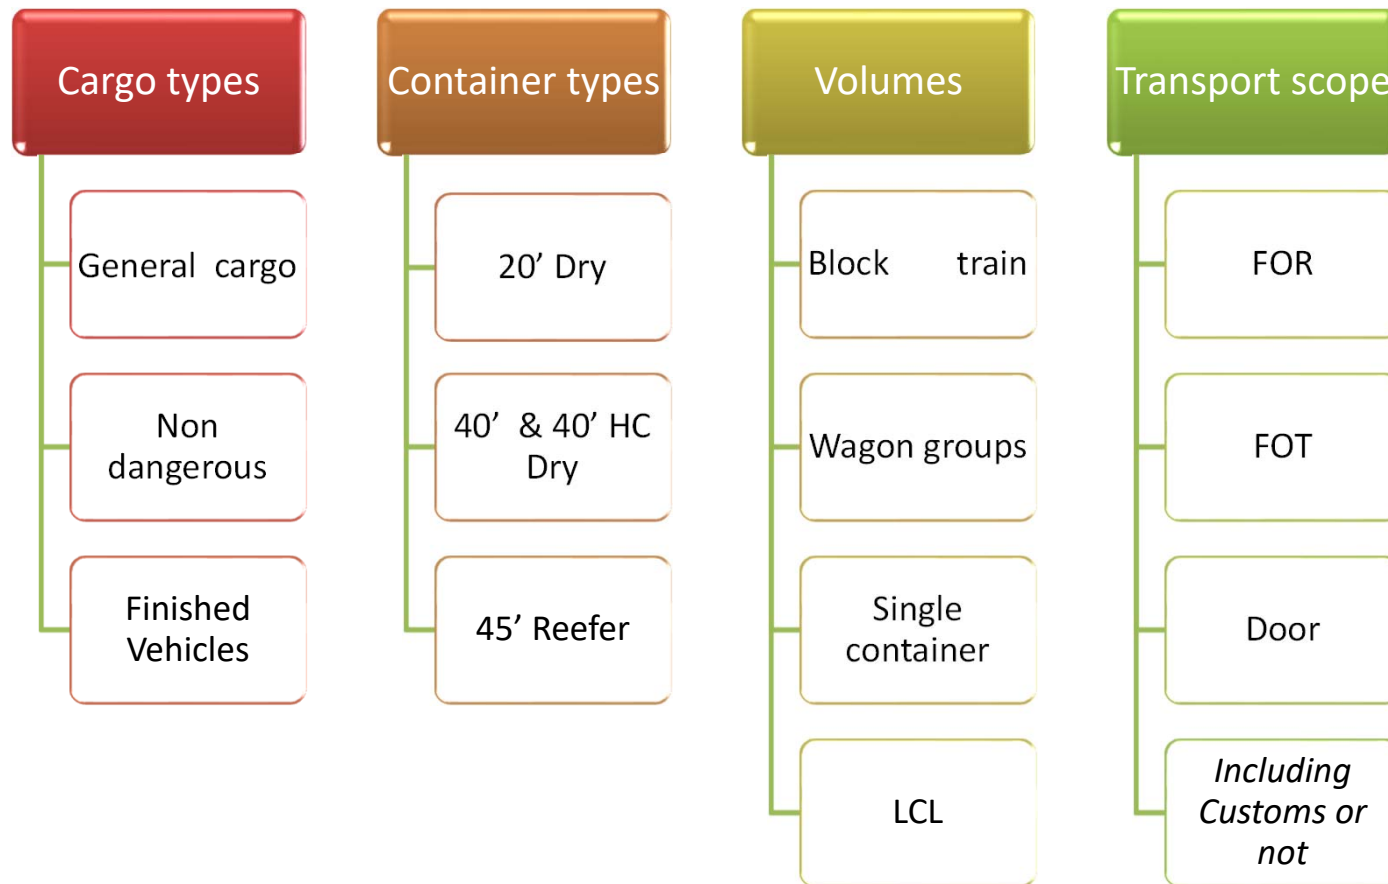 Cargo types
General cargo
Non
dangerous
Finished
Vehicles
Container types
20’ Dry
40’ & 40’ HC
Dry
45’ Reefer
Volumes
Block train
Wagon groups
Single
container
LCL
Transport scope
FOR
FOT
Door
Including
Customs or
not